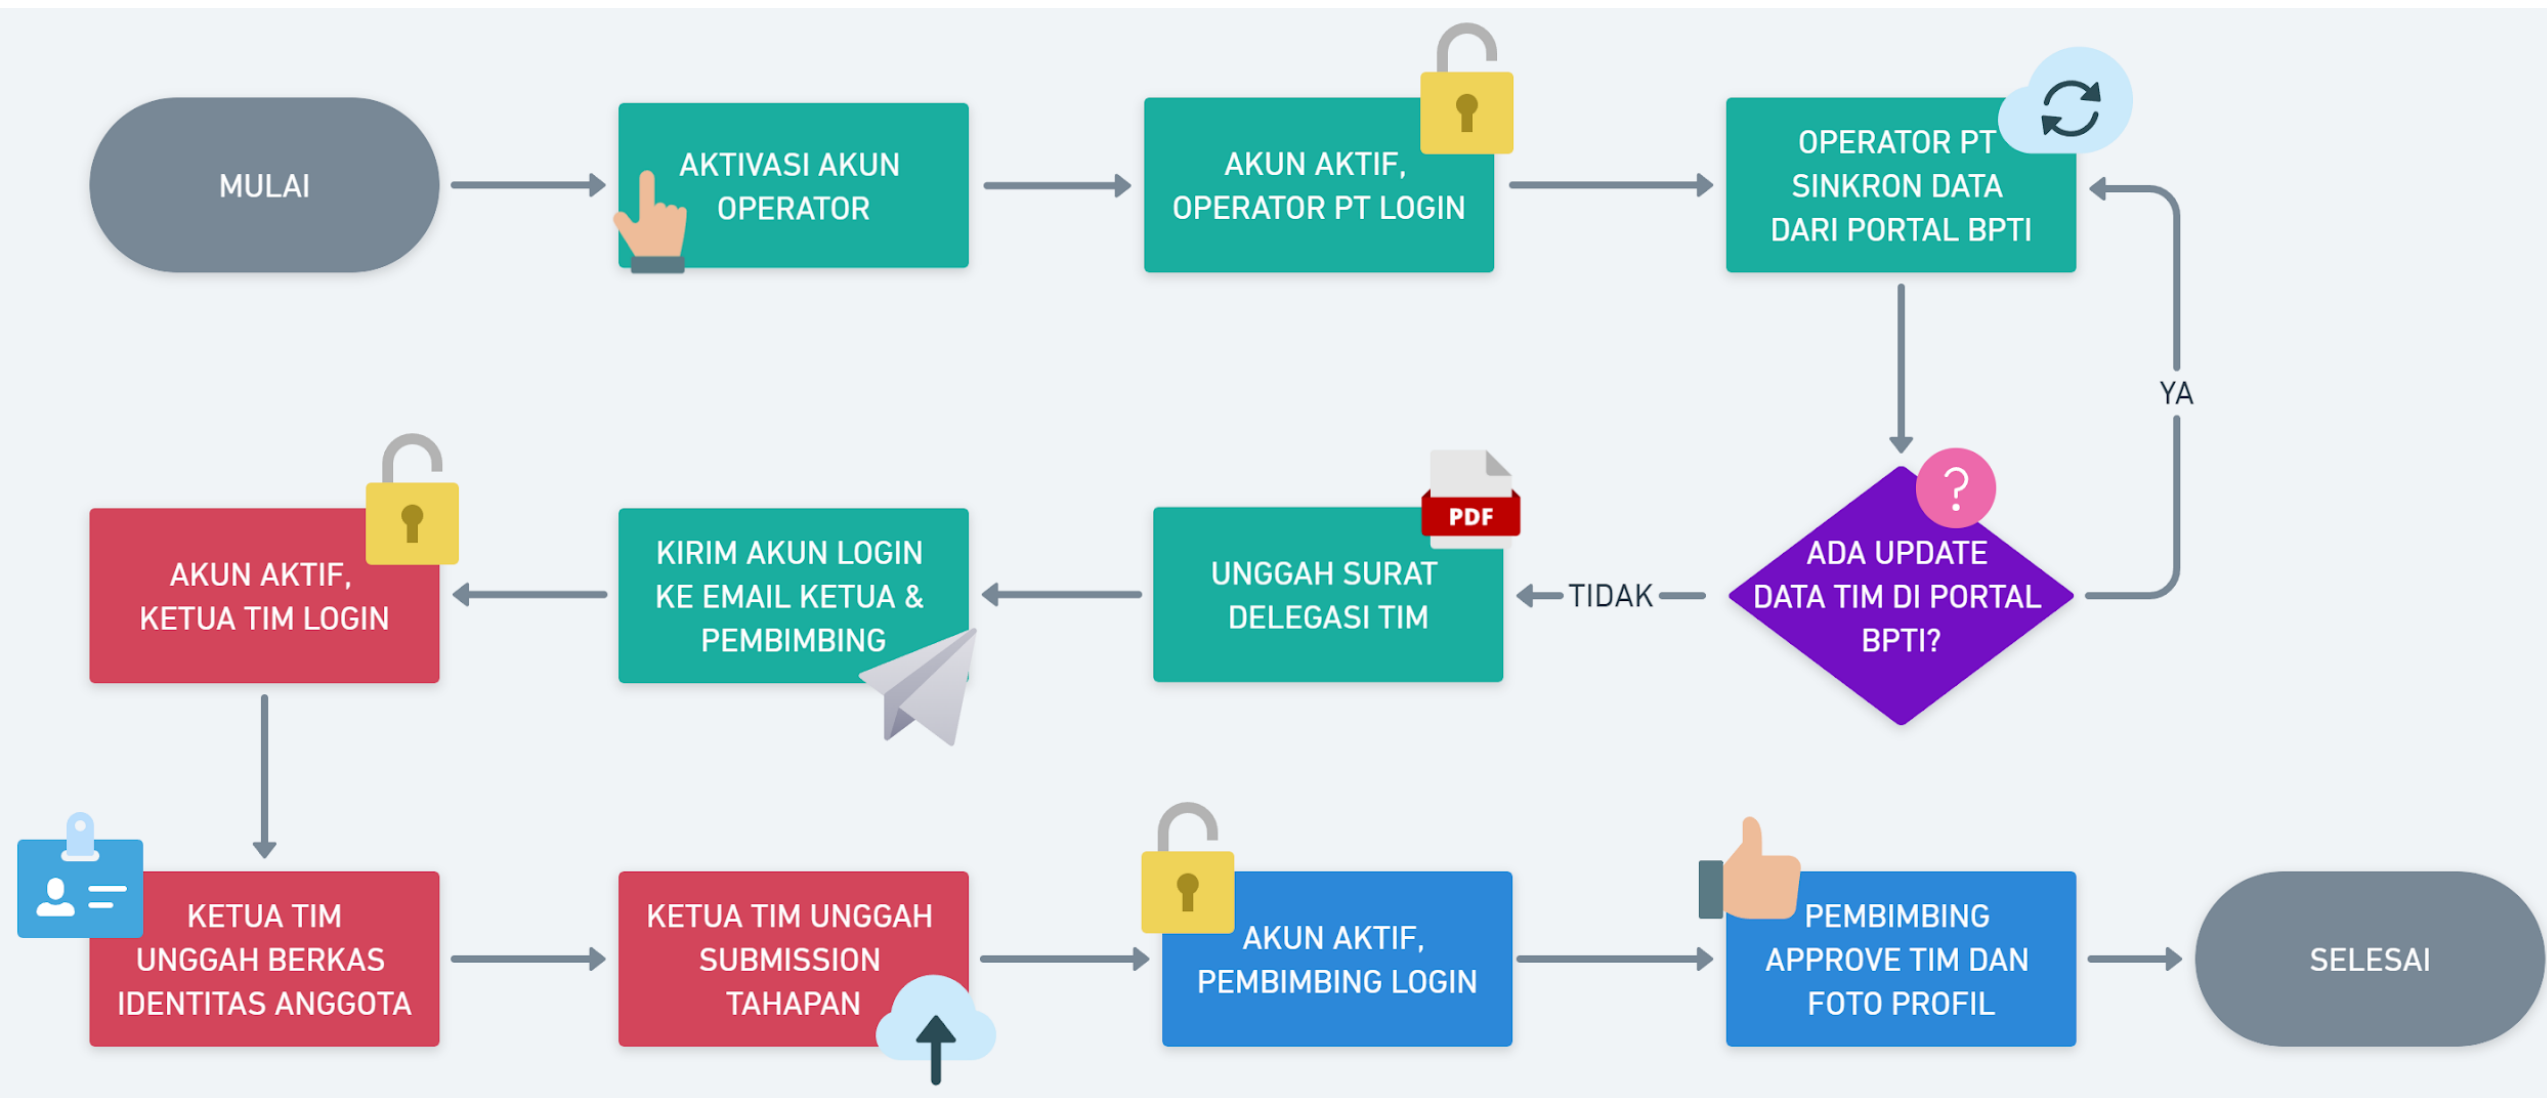 MULAI
AKTIVASI AKUN
OPERATOR
AKUN AKTIF,
OPERATOR PT LOGIN
OPERATOR PT
SINKRON DATA
DARI PORTAL BPTI
YA
ADA UPDATE
DATA TIM DI PORTAL
BPTI?
?
TIDAK
PDF
UNGGAH SURAT
DELEGASI TIM
KIRIM AKUN LOGIN
KE EMAIL KETUA &
PEMBIMBING
AKUN AKTIF,
KETUA TIM LOGIN
KETUA TIM
UNGGAH BERKAS
IDENTITAS ANGGOTA
KETUA TIM UNGGAH
SUBMISSION
TAHAPAN
AKUN AKTIF,
PEMBIMBING LOGIN
PEMBIMBING
APPROVE TIM DAN
FOTO PROFIL
SELESAI